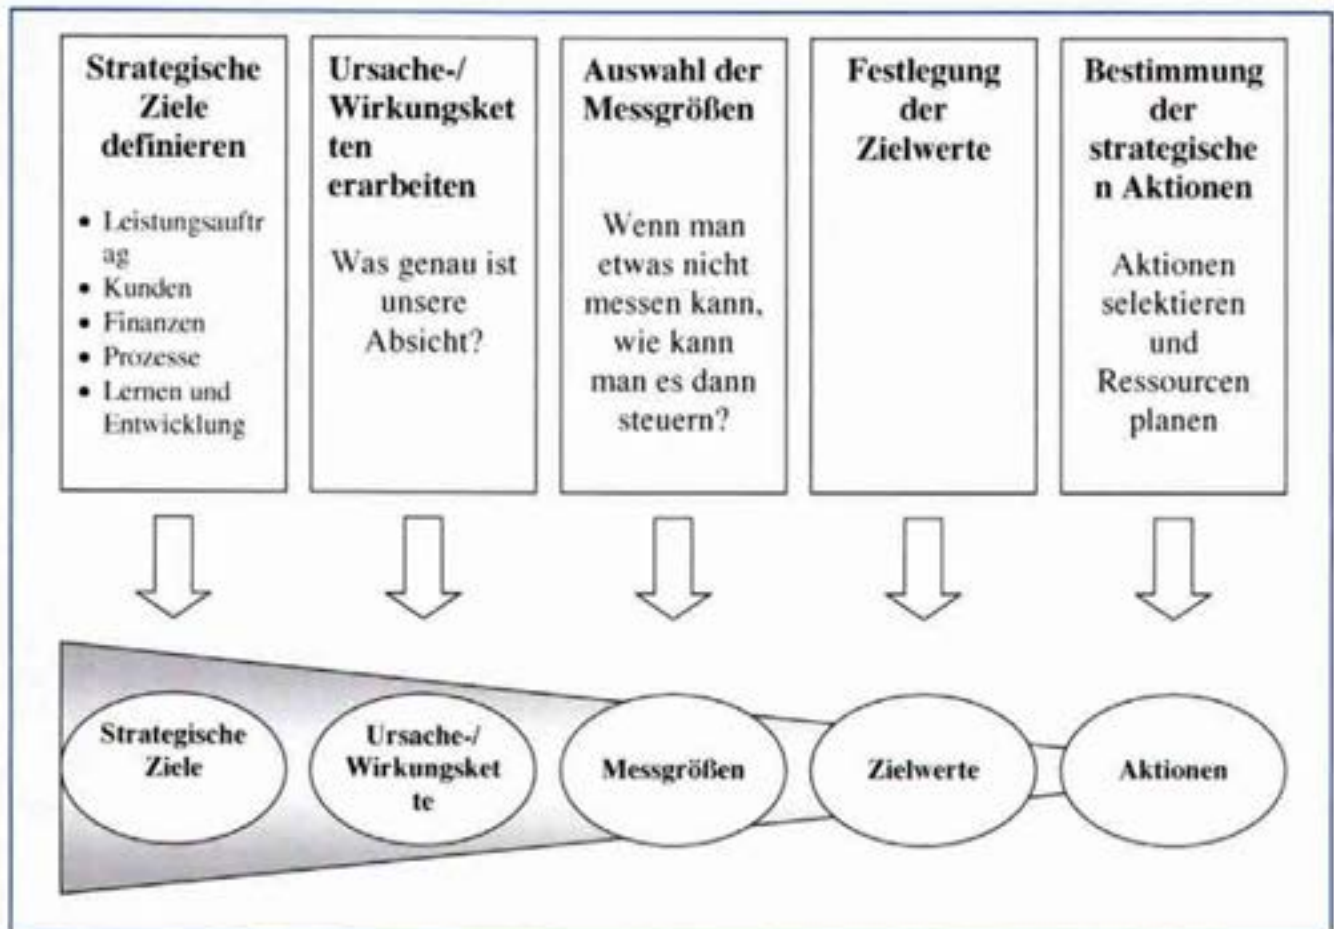 Strategische
Ziele
definieren
• Leistungsauftr
ag
• Kunden
• Finanzen
• Prozesse
• Lernen und
Entwicklung
Ursache-/
Wirkungsket
ten
erarbeiten
Was genau ist
unsere
Absicht?
Auswahl der
Messgrößen
Wenn man
etwas nicht
messen kann,
wie kann
man es dann
steuern?
Festlegung
der
Zielwerte
Bestimmung
der
strategische
n Aktionen
Aktionen
selektieren
und
Ressourcen
planen
Strategische
Ziele
Ursache-/
Wirkungsket
te
Messgrößen
Zielwerte
Aktionen